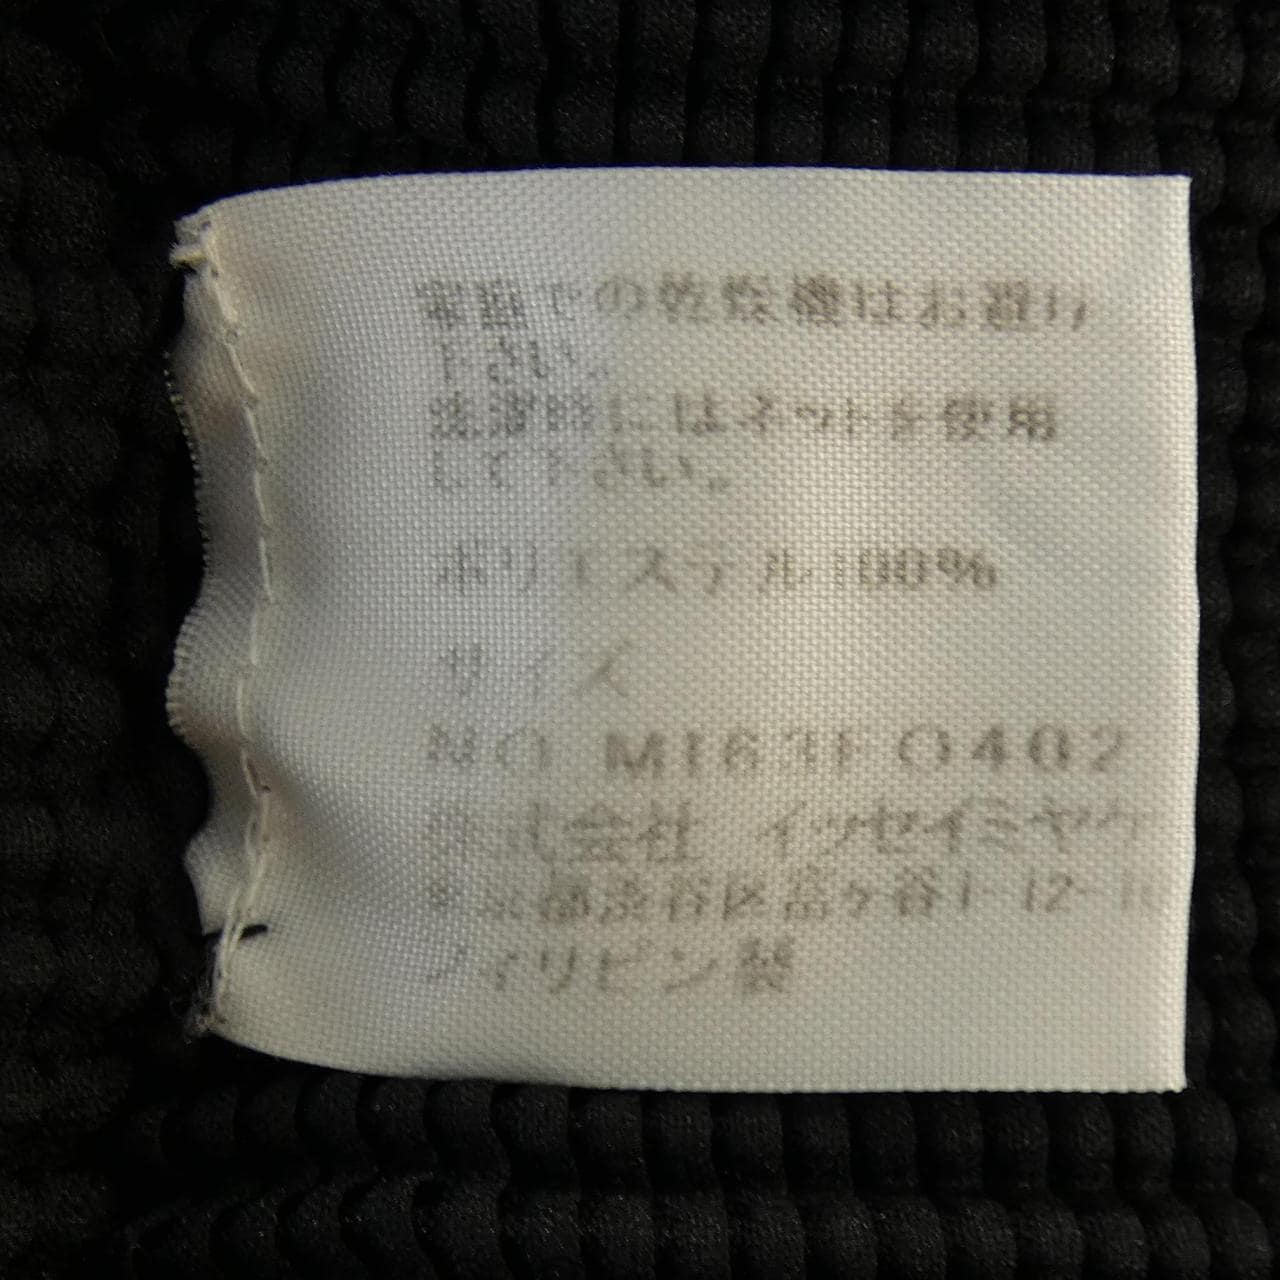 家庭での乾燥機はお避け
下さい。
洗濯時にはネットを使用
して下さい。
ポリエステル100%
サイズ
NO. MI63FO402
株式会社 イッセイミヤケ
東京都渋谷区富ヶ谷1-12-10
フィリピン製